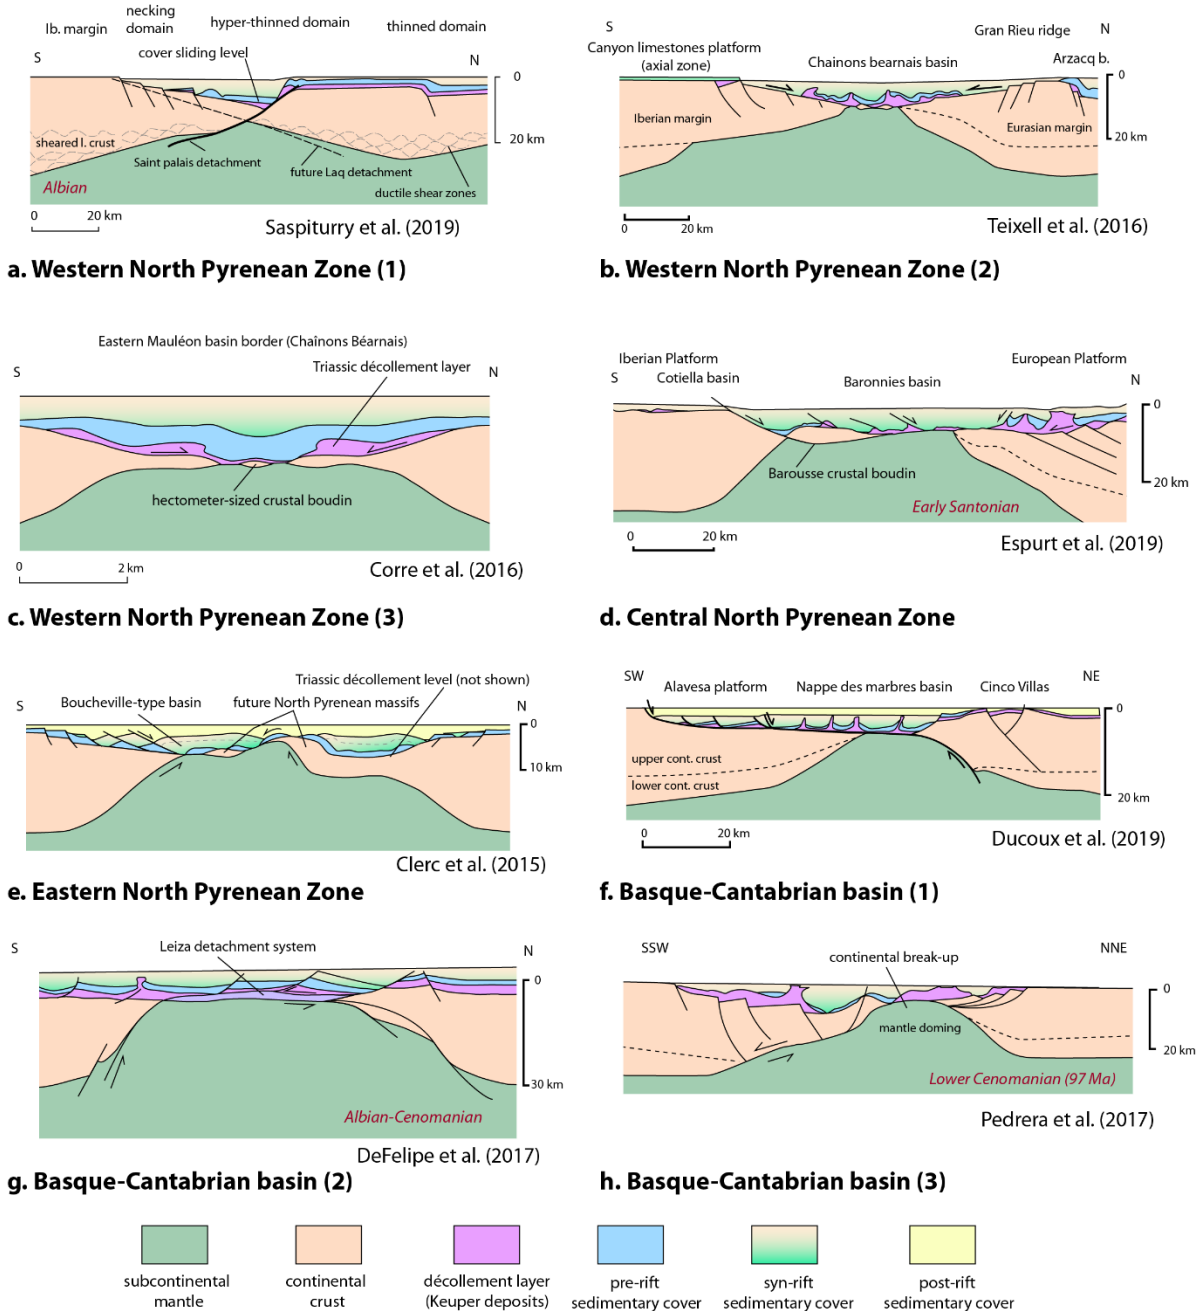 lb. margin
necking
domain
hyper-thinned domain
thinned domain
S
N
cover sliding level
0
20 km
sheared l. crust
Saint palais detachment
future Laq detachment
ductile shear zones
Albian
0
20 km
Saspiturry et al. (2019)
a. Western North Pyrenean Zone (1)
S
Gran Rieu ridge
N
Canyon limestones platform
(axial zone)
Chainons bearnais basin
Arzacq b.
0
Iberian margin
Eurasian margin
20 km
0
20 km
Teixell et al. (2016)
b. Western North Pyrenean Zone (2)
Eastern Mauléon basin border (Chaînons Béarnais)
S
Triassic décollement layer
N
hectometer-sized crustal boudin
0
2 km
Corre et al. (2016)
c. Western North Pyrenean Zone (3)
Iberian Platform
European Platform
S
Cotiella basin
Baronnies basin
N
0
Barousse crustal boudin
20 km
Early Santonian
0
20 km
Espurt et al. (2019)
d. Central North Pyrenean Zone
Triassic décollement level (not shown)
S
Boucheville-type basin
future North Pyrenean massifs
N
0
10 km
Clerc et al. (2015)
e. Eastern North Pyrenean Zone
SW
Alavesa platform
Nappe des marbres basin
Cinco Villas
NE
0
upper cont. crust
lower cont. crust
20 km
0
20 km
Ducoux et al. (2019)
f. Basque-Cantabrian basin (1)
S
Leiza detachment system
N
0
30 km
Albian-Cenomanian
DeFelipe et al. (2017)
g. Basque-Cantabrian basin (2)
SSW
NNE
continental break-up
0
mantle doming
20 km
Lower Cenomanian (97 Ma)
Pedrera et al. (2017)
h. Basque-Cantabrian basin (3)
subcontinental
mantle
continental
crust
décollement layer
(Keuper deposits)
pre-rift
sedimentary cover
syn-rift
sedimentary cover
post-rift
sedimentary cover